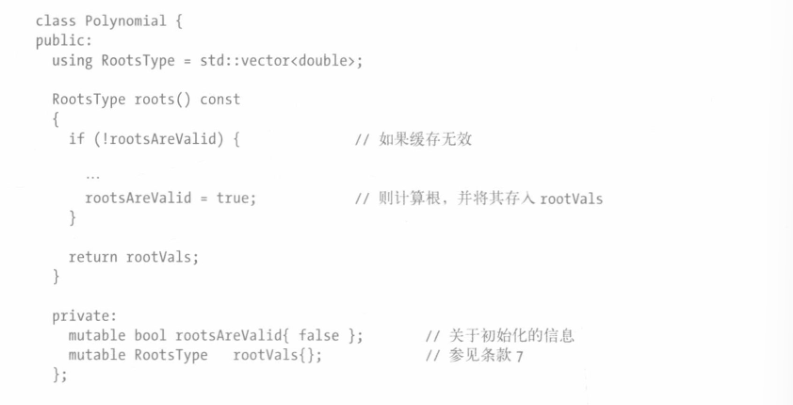 class Polynomial {
public:
  using RootsType = std::vector<double>;

  RootsType roots() const
  {
    if (!rootsAreValid) {              // 如果缓存无效

      …
      rootsAreValid = true;            // 则计算根，并将其存入 rootVals
    }

    return rootVals;
  }

  private:
    mutable bool rootsAreValid{ false };       // 关于初始化的信息
    mutable RootsType   rootVals{};            // 参见条款 7
  };